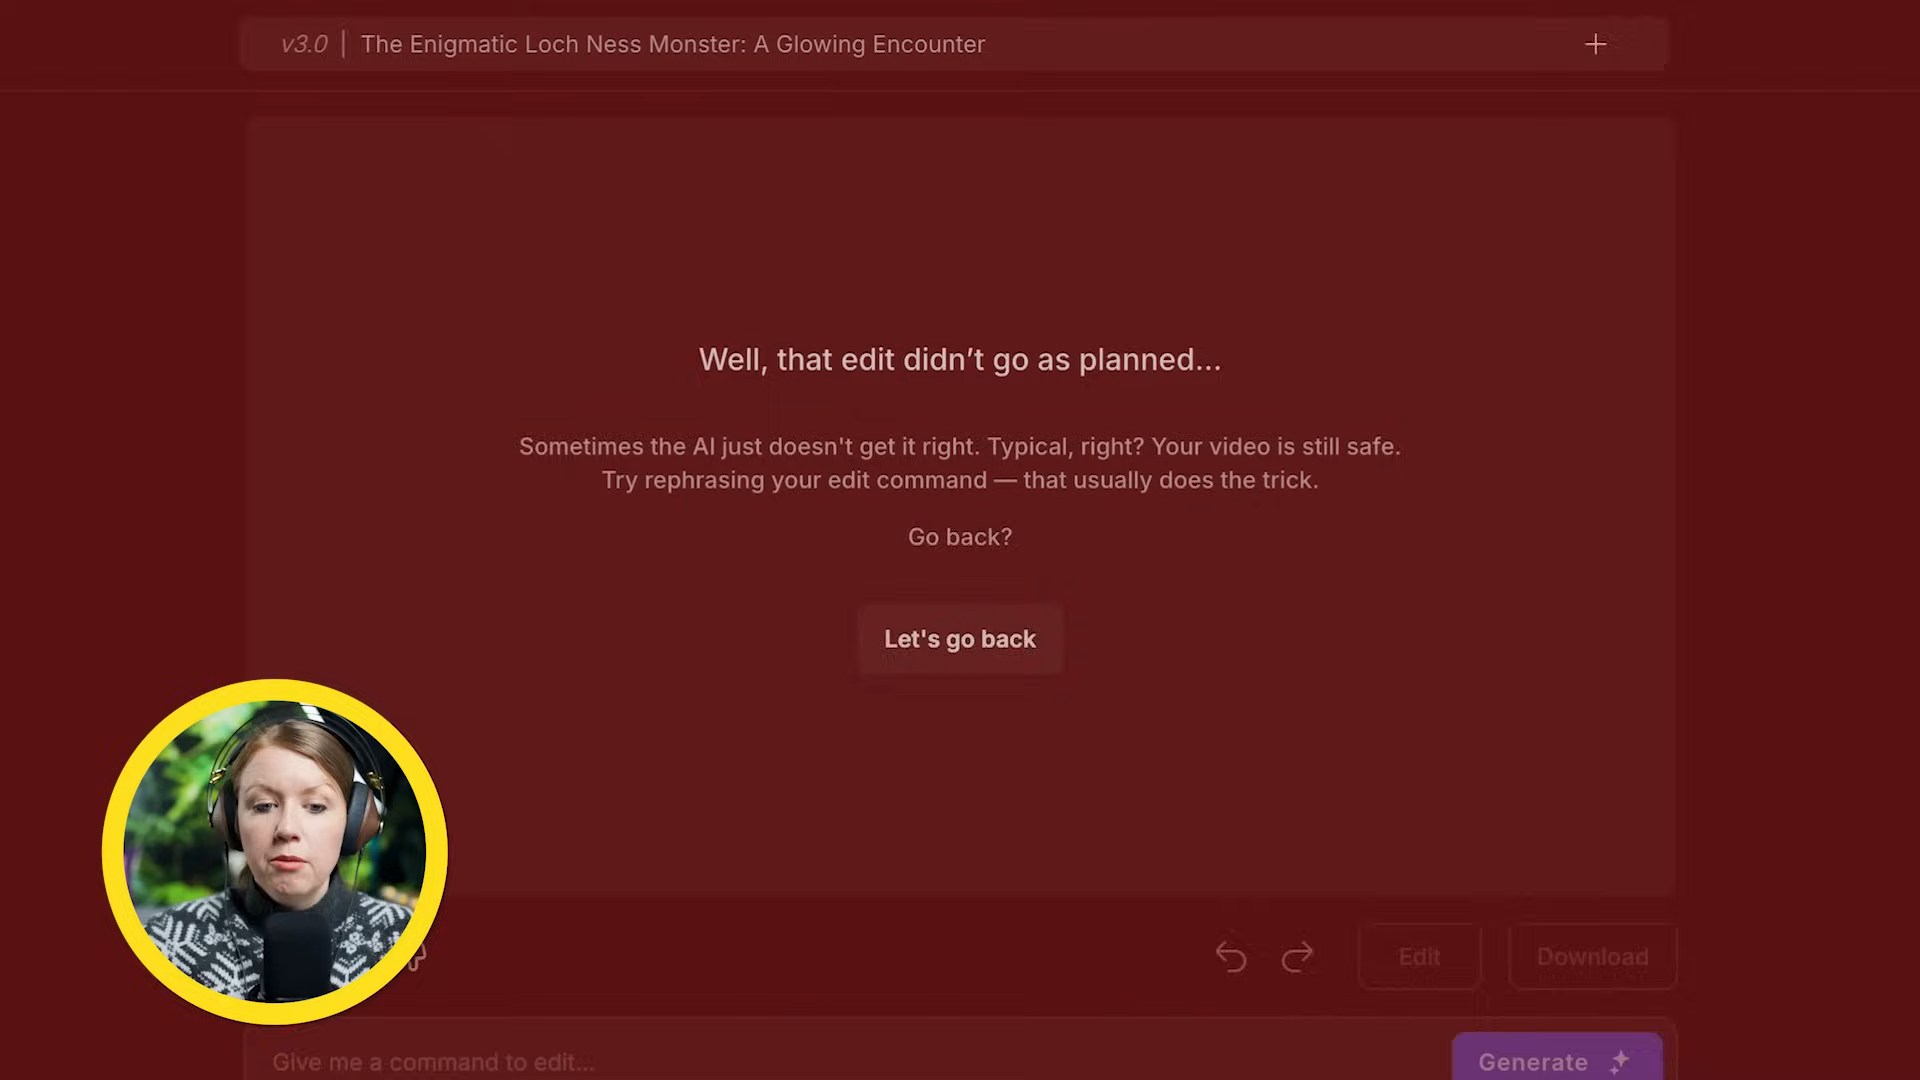 v3.0 | The Enigmatic Loch Ness Monster: A Glowing Encounter
Well, that edit didn’t go as planned...
Sometimes the AI just doesn't get it right. Typical, right? Your video is still safe.
Try rephrasing your edit command — that usually does the trick.
Go back?
Let's go back
Edit
Download
Give me a command to edit...
Generate